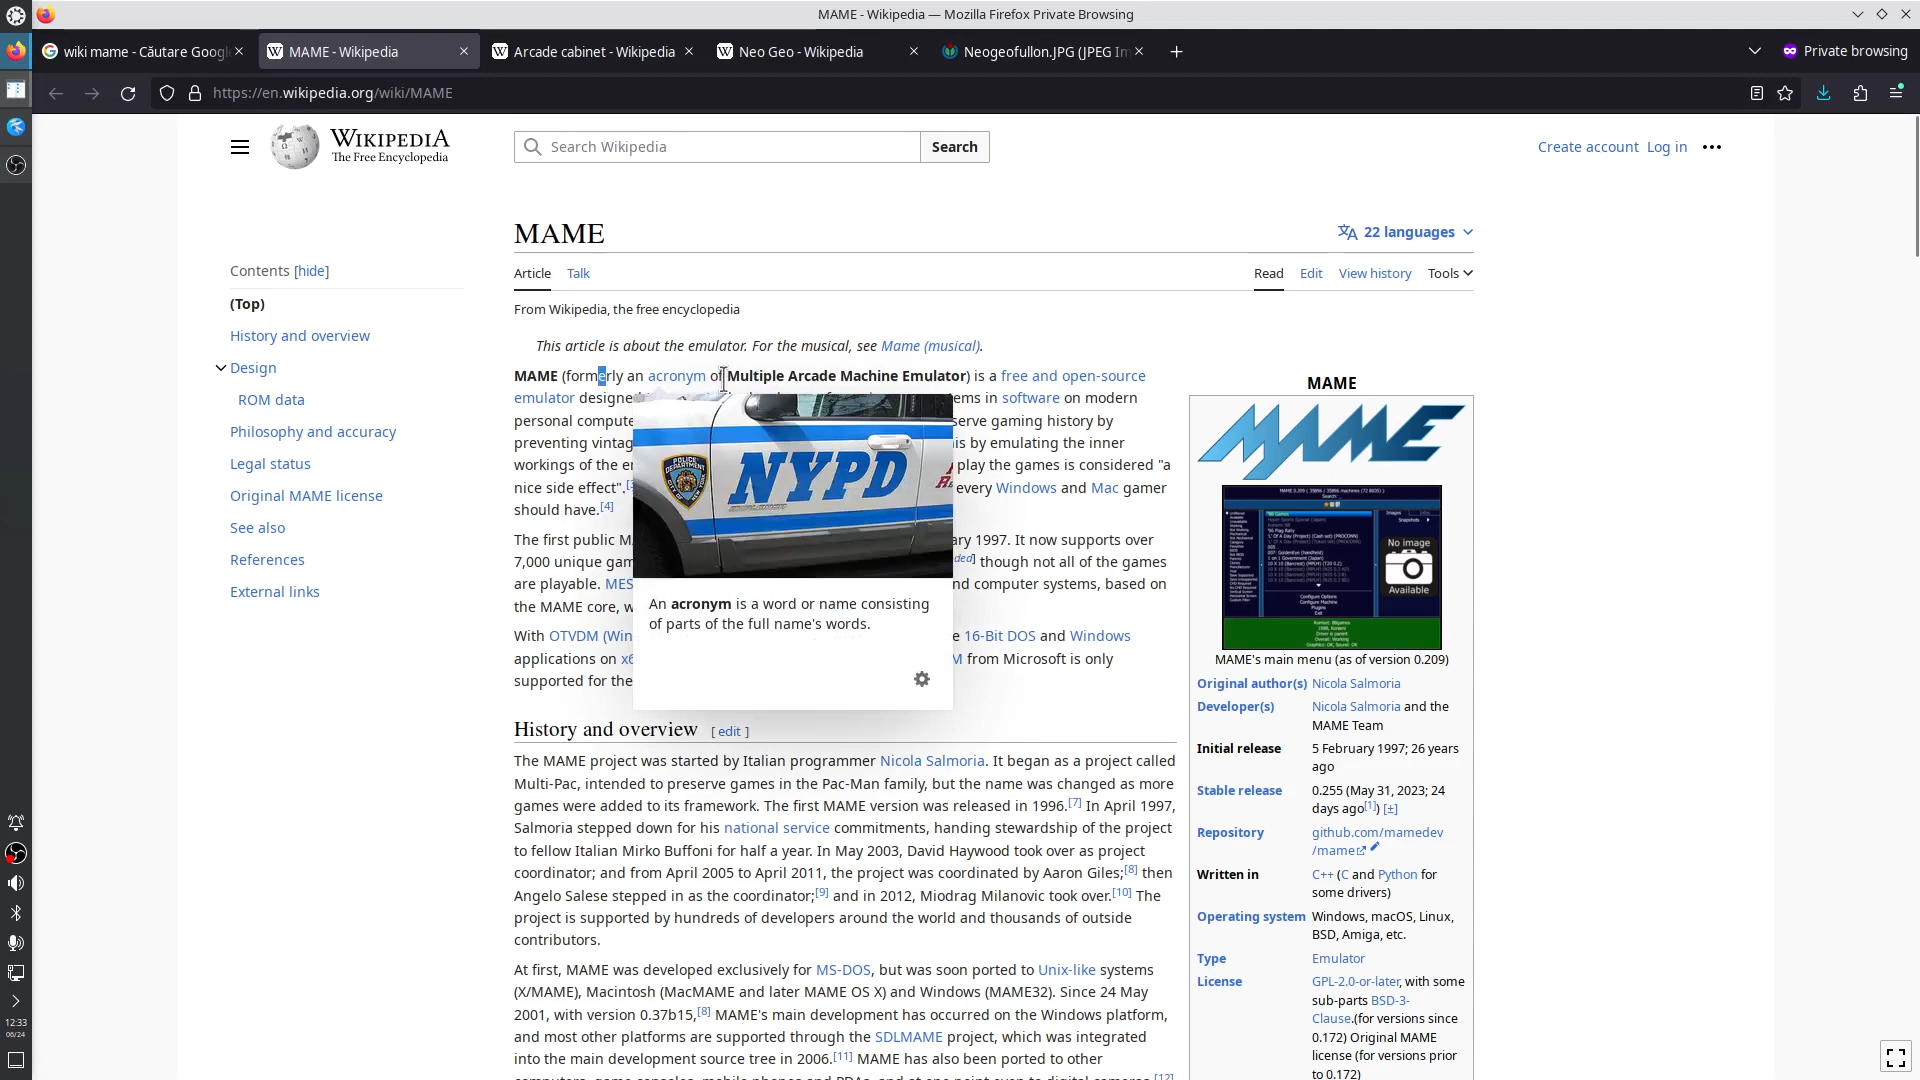 MAME - Wikipedia — Mozilla Firefox Private Browsing
wiki mame - Căutare Googl
MAME - Wikipedia
Arcade cabinet - Wikipedia
Neo Geo - Wikipedia
Neogeofullon.JPG (JPEG Im
Private browsing
https://en.wikipedia.org/wiki/MAME
WIKIPEDIA
The Free Encyclopedia
Search Wikipedia
Search
Create account Log in
MAME
22 languages
Contents [hide]
(Top)
History and overview
Design
ROM data
Philosophy and accuracy
Legal status
Original MAME license
See also
References
External links
Article Talk
Read Edit View history Tools
From Wikipedia, the free encyclopedia
This article is about the emulator. For the musical, see Mame (musical).
MAME (formerly an acronym of Multiple Arcade Machine Emulator) is a free and open-source
emulator designe ems in software on modern
personal compute serve gaming history by
preventing vintag is by emulating the inner
workings of the e play the games is considered "a
nice side effect". every Windows and Mac gamer
should have.[4]
The first public M ary 1997. It now supports over
7,000 unique gam ded] though not all of the games
are playable. MES nd computer systems, based on
the MAME core, w
With OTVDM (Win e 16-Bit DOS and Windows
applications on x M from Microsoft is only
supported for the
POLICE DEPARTMENT
CITY OF NEW YORK
NYPD
An acronym is a word or name consisting
of parts of the full name's words.
History and overview [ edit ]
The MAME project was started by Italian programmer Nicola Salmoria. It began as a project called
Multi-Pac, intended to preserve games in the Pac-Man family, but the name was changed as more
games were added to its framework. The first MAME version was released in 1996.[7] In April 1997,
Salmoria stepped down for his national service commitments, handing stewardship of the project
to fellow Italian Mirko Buffoni for half a year. In May 2003, David Haywood took over as project
coordinator; and from April 2005 to April 2011, the project was coordinated by Aaron Giles;[8] then
Angelo Salese stepped in as the coordinator;[9] and in 2012, Miodrag Milanovic took over.[10] The
project is supported by hundreds of developers around the world and thousands of outside
contributors.
At first, MAME was developed exclusively for MS-DOS, but was soon ported to Unix-like systems
(X/MAME), Macintosh (MacMAME and later MAME OS X) and Windows (MAME32). Since 24 May
2001, with version 0.37b15,[8] MAME's main development has occurred on the Windows platform,
and most other platforms are supported through the SDLMAME project, which was integrated
into the main development source tree in 2006.[11] MAME has also been ported to other
MAME
MAME
No image
Available
MAME's main menu (as of version 0.209)
Original author(s) Nicola Salmoria
Developer(s) Nicola Salmoria and the
MAME Team
Initial release 5 February 1997; 26 years
ago
Stable release 0.255 (May 31, 2023; 24
days ago[1]) [±]
Repository github.com/mamedev
/mame
Written in C++ (C and Python for
some drivers)
Operating system Windows, macOS, Linux,
BSD, Amiga, etc.
Type Emulator
License GPL-2.0-or-later, with some
sub-parts BSD-3-
Clause.(for versions since
0.172) Original MAME
license (for versions prior
to 0.172)
12:33
06/24